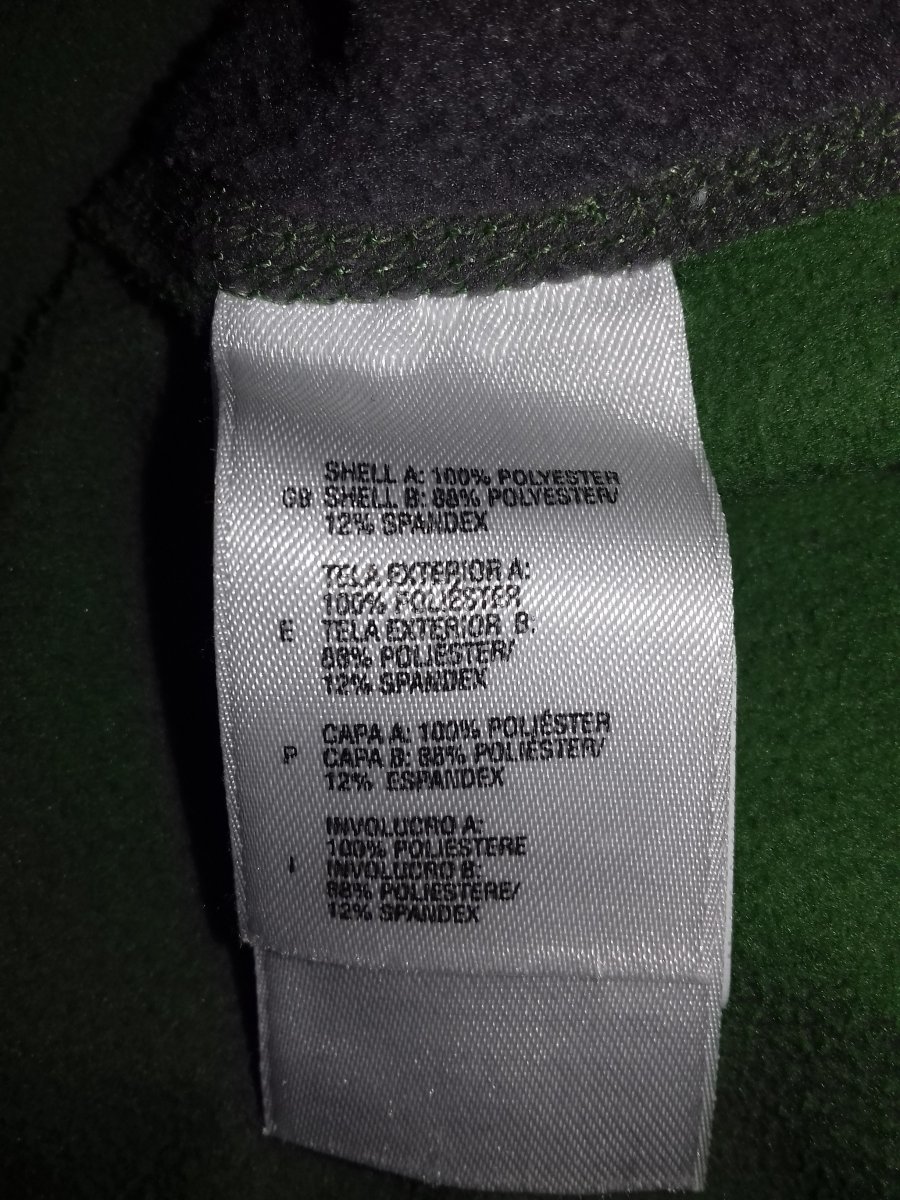 SHELL A: 100% POLYESTER
GB SHELL B: 88% POLYESTER/
12% SPANDEX
TELA EXTERIOR A:
100% POLIÉSTER
E TELA EXTERIOR B:
88% POLIÉSTER/
12% SPANDEX
CAPA A: 100% POLIÉSTER
P CAPA B: 88% POLIÉSTER/
12% ESPANDEX
INVOLUCRO A:
100% POLIESTERE
I INVOLUCRO B:
88% POLIESTERE/
12% SPANDEX